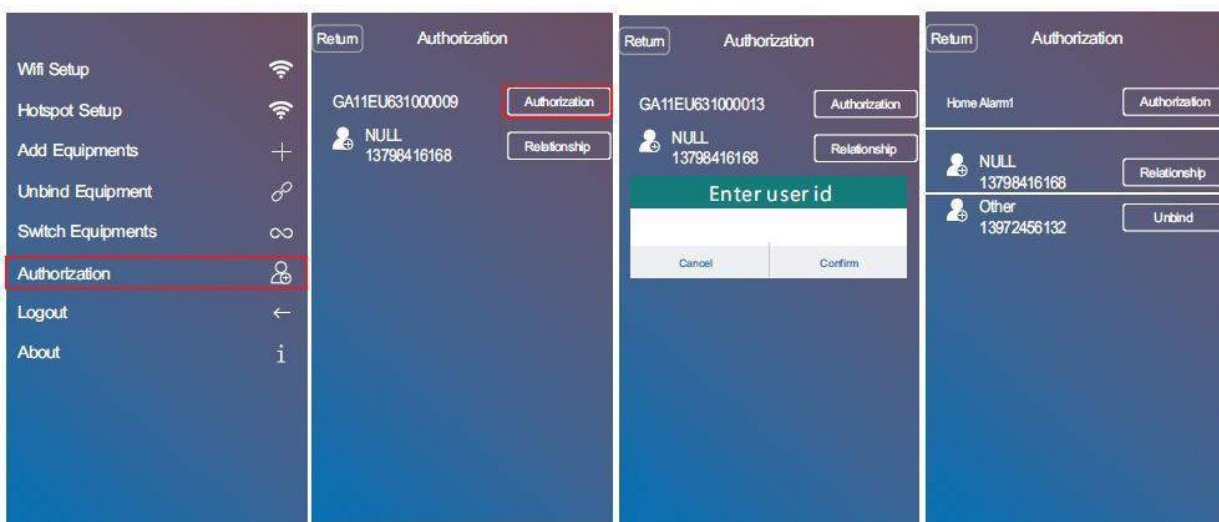 Wifi Setup
Hotspot Setup
Add Equipments
Unbind Equipment
Switch Equipments
Authorization
Logout
About
Return Authorization
GA11EU631000009 Authorization
NULL
13798416168 Relationship
Return Authorization
GA11EU631000013 Authorization
NULL
13798416168 Relationship
Enter user id
Cancel Confirm
Return Authorization
Home Alarm1 Authorization
NULL
13798416168 Relationship
Other
13972456132 Unbind